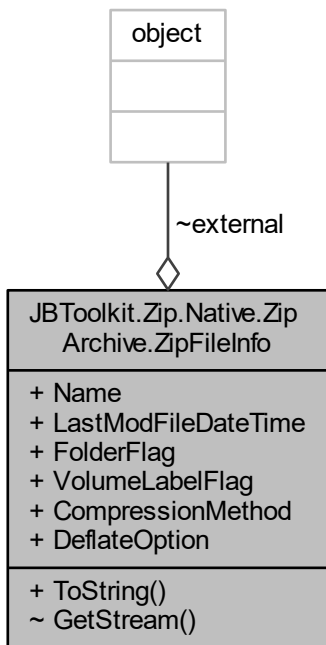 object
~external
JBToolkit.Zip.Native.Zip
Archive.ZipFileInfo
+ Name
+ LastModFileDateTime
+ FolderFlag
+ VolumeLabelFlag
+ CompressionMethod
+ DeflateOption
+ ToString()
~ GetStream()